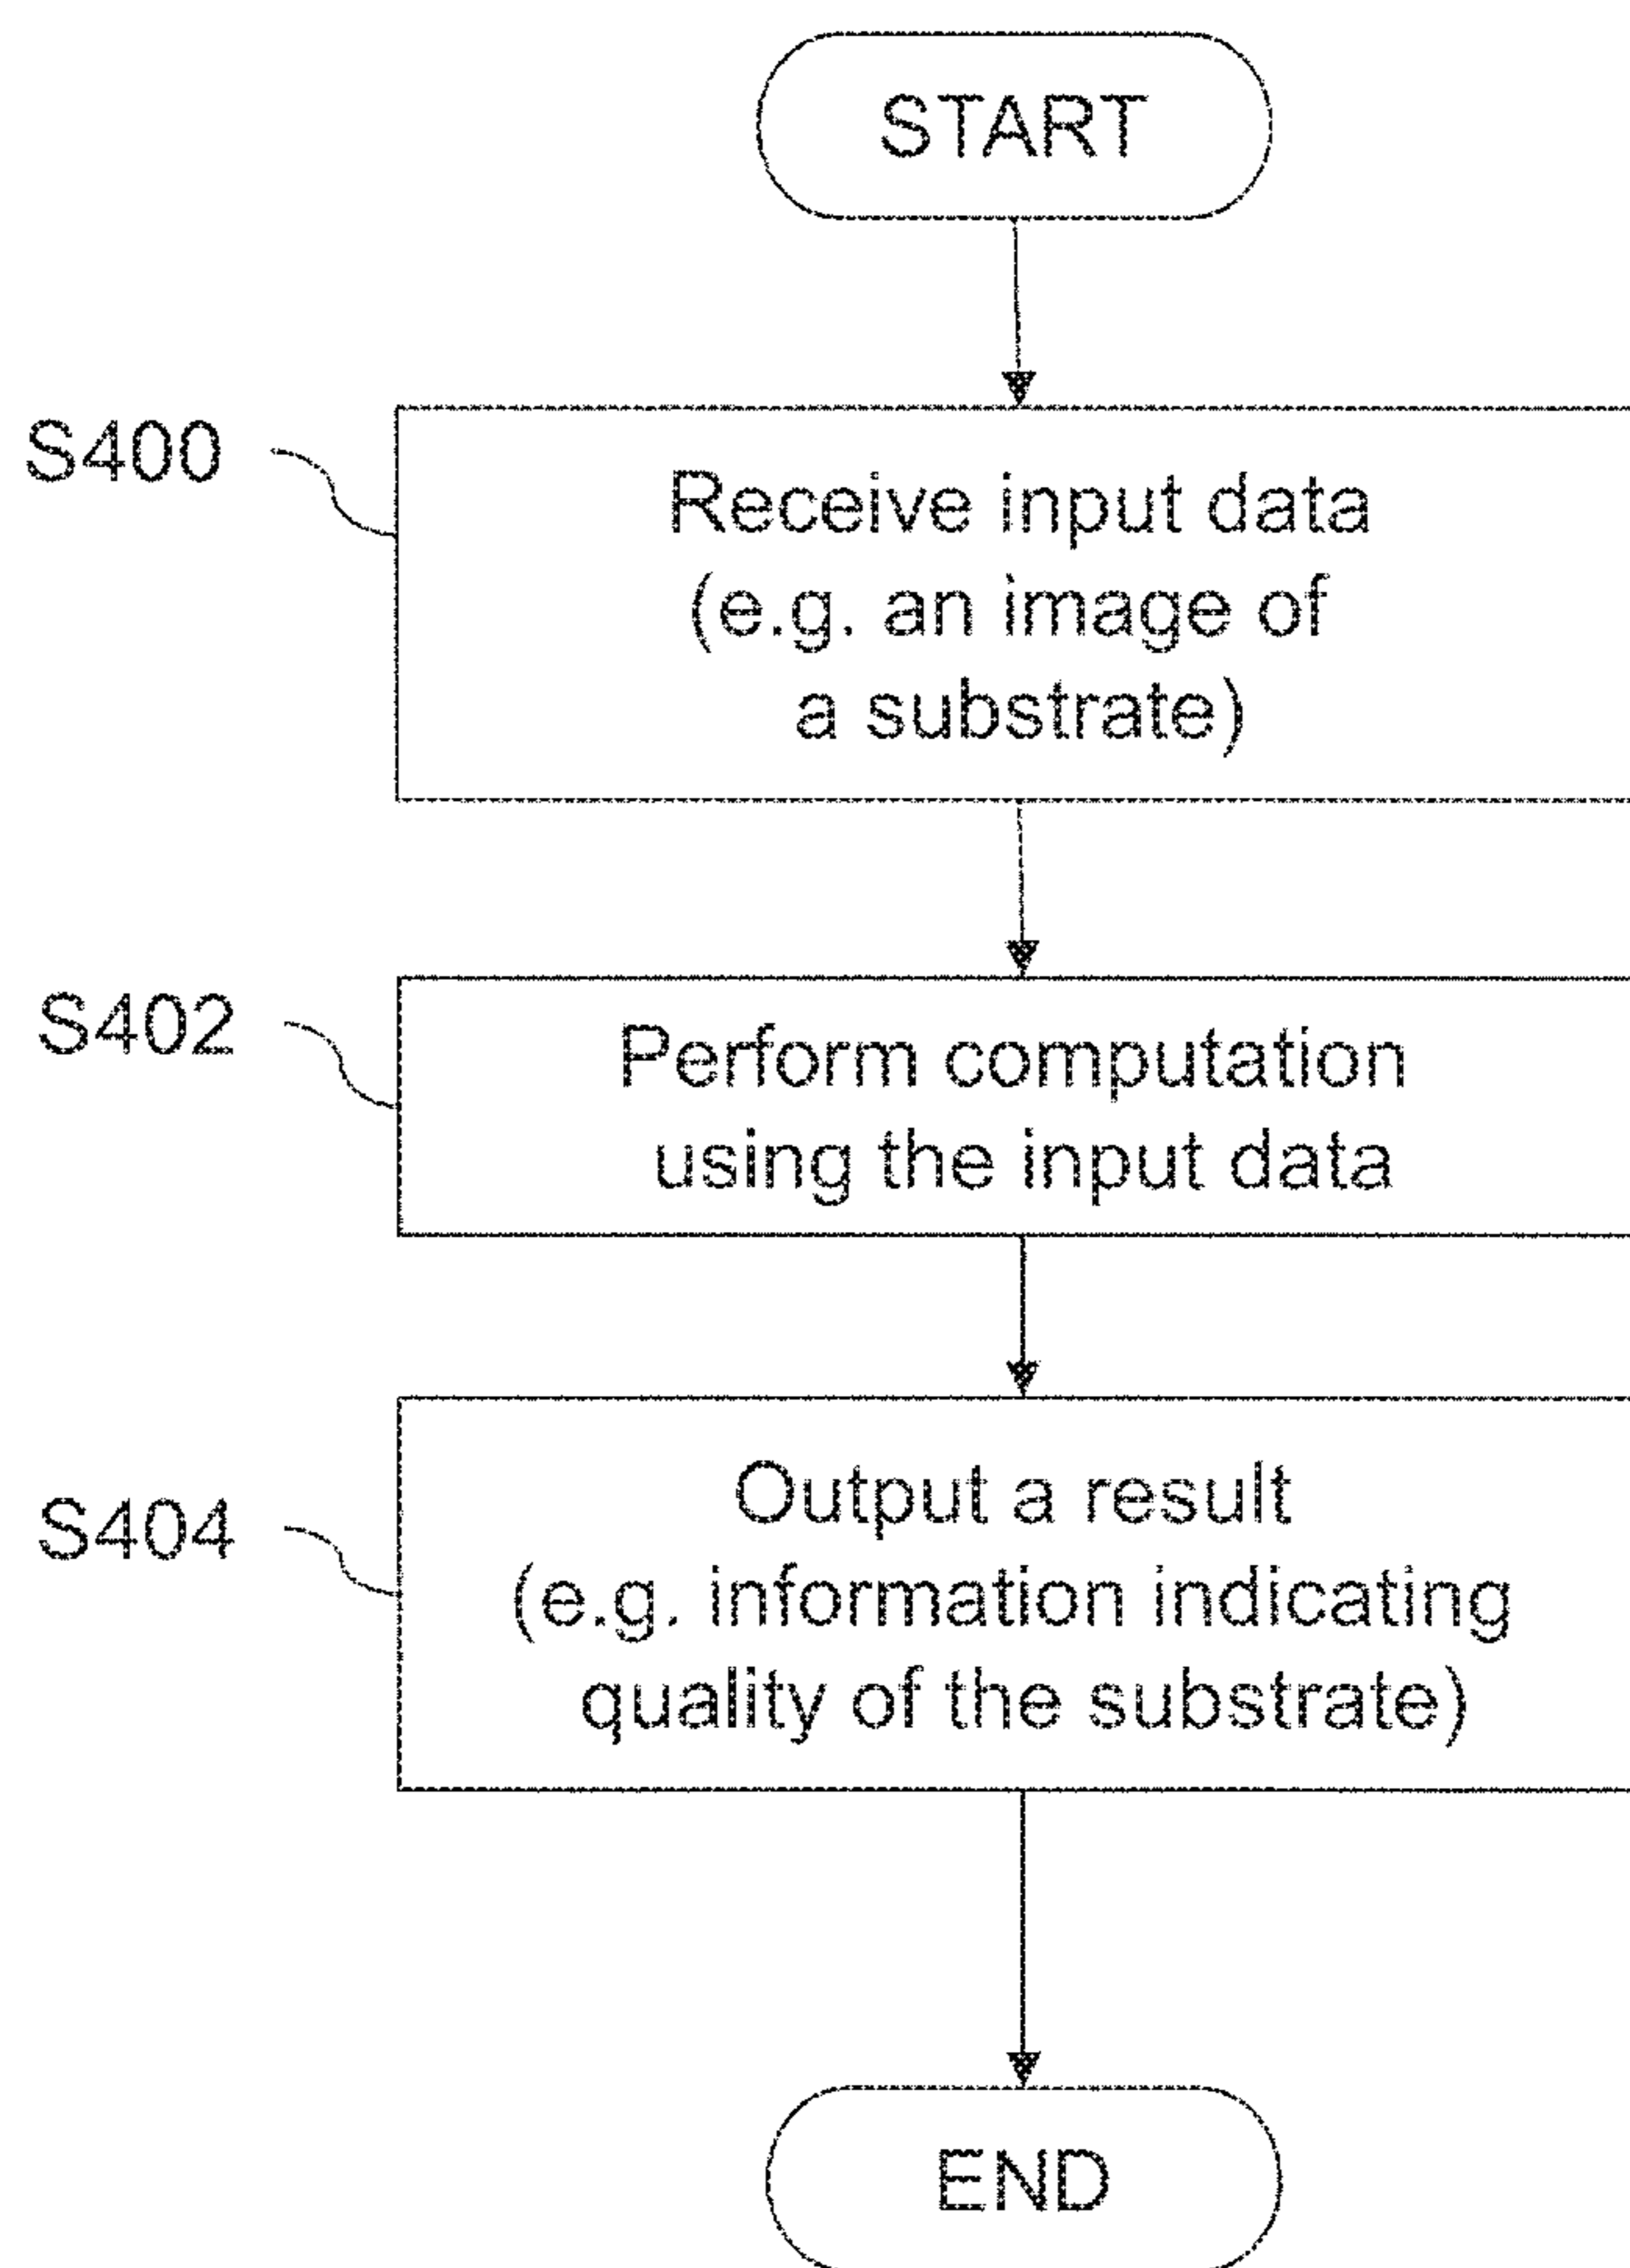 START
S400
Receive input data
(e.g. an image of
a substrate)
S402
Perform computation
using the input data
S404
Output a result
(e.g. information indicating
quality of the substrate)
END